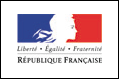 Liberté • Égalité • Fraternité
RÉPUBLIQUE FRANÇAISE